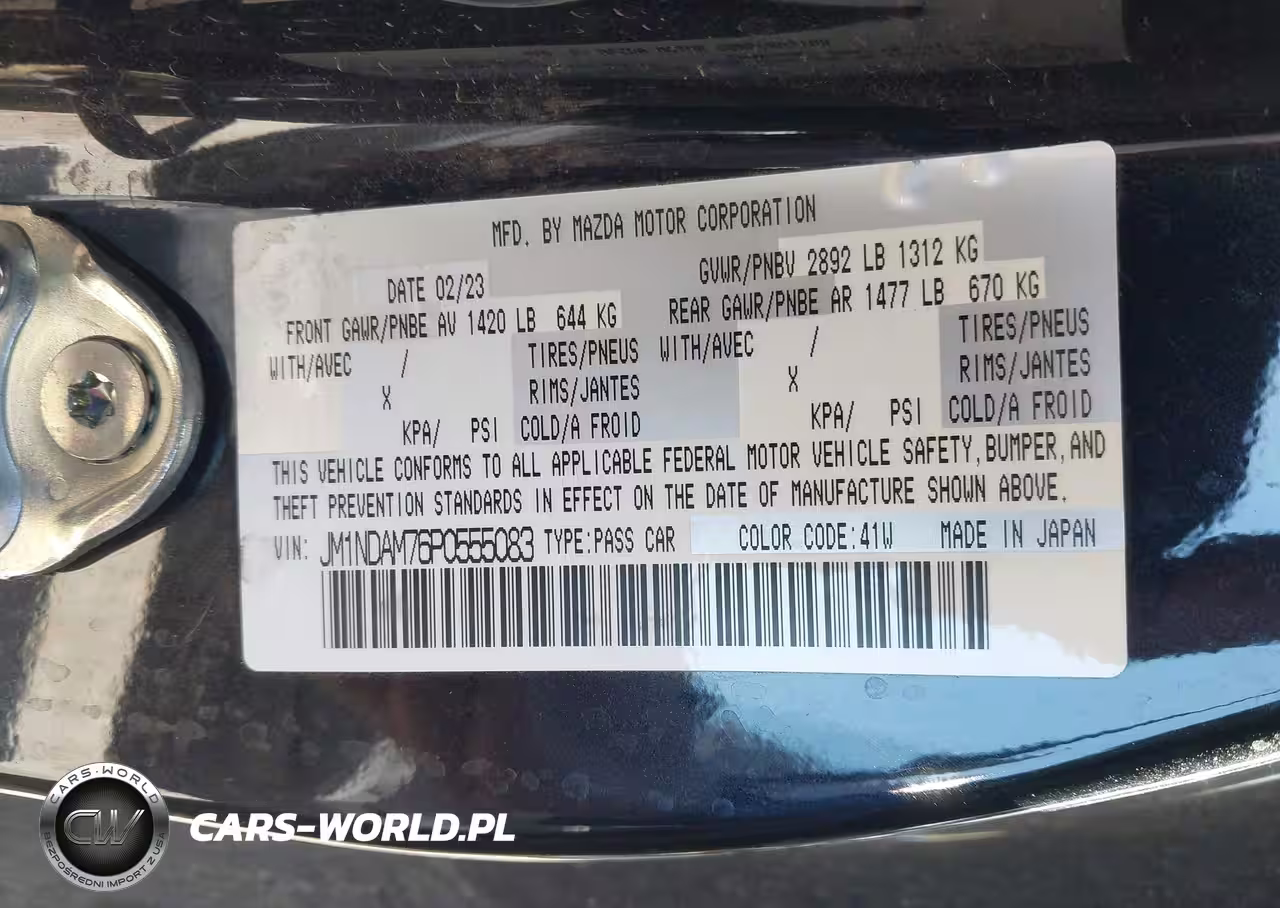 MFD. BY MAZDA MOTOR CORPORATION
DATE 02/23 GVWR/PNBV 2892 LB 1312 KG
FRONT GAWR/PNBE AV 1420 LB 644 KG REAR GAWR/PNBE AR 1477 LB 670 KG
WITH/AVEC / TIRES/PNEUS WITH/AVEC / TIRES/PNEUS
X RIMS/JANTES X RIMS/JANTES
KPA/ PSI COLD/A FROID KPA/ PSI COLD/A FROID
THIS VEHICLE CONFORMS TO ALL APPLICABLE FEDERAL MOTOR VEHICLE SAFETY, BUMPER, AND
THEFT PREVENTION STANDARDS IN EFFECT ON THE DATE OF MANUFACTURE SHOWN ABOVE.
VIN: JM1NDAM76P0555083 TYPE:PASS CAR COLOR CODE:41W MADE IN JAPAN
CARS-WORLD
CW
BEZPOŚREDNI IMPORT Z USA
CARS-WORLD.PL